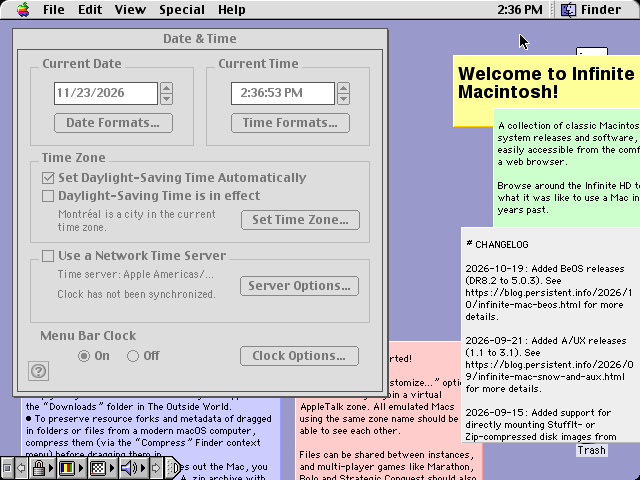 File Edit View Special Help 2:36 PM Finder
Date & Time
Current Date
11/23/2026
Date Formats...
Current Time
2:36:53 PM
Time Formats...
Time Zone
Set Daylight-Saving Time Automatically
Daylight-Saving Time is in effect
Montréal is a city in the current
time zone.
Set Time Zone...
Use a Network Time Server
Time server: Apple Americas/...
Clock has not been synchronized.
Server Options...
Menu Bar Clock
On Off
Clock Options...
?
Welcome to Infinite
Macintosh!
A collection of classic Macintos
system releases and software,
easily accessible from the comf
a web browser.
Browse around the Infinite HD to
what it was like to use a Mac in
years past.
# CHANGELOG
2026-10-19: Added BeOS releases
(DR8.2 to 5.0.3). See
https://blog.persistent.info/2026/1
0/infinite-mac-beos.html for more
details.
2026-09-21: Added A/UX releases
(1.1 to 3.1). See
https://blog.persistent.info/2026/0
9/infinite-mac-snow-and-aux.html
for more details.
2026-09-15: Added support for
directly mounting StuffIt- or
Zip-compressed disk images from
Trash
the "Downloads" folder in The Outside World.
● To preserve resource forks and metadata of dragged
in folders or files from a modern macOS computer,
compress them (via the "Compress" Finder context
menu) before dragging them in.
es out the Mac, you
A .zip archive with
rted!
ustomize..." optio
oin a virtual
AppleTalk zone. All emulated Macs
using the same zone name should be
able to see each other.
Files can be shared between instances,
and multi-player games like Marathon,
Bolo and Strategic Conquest should also